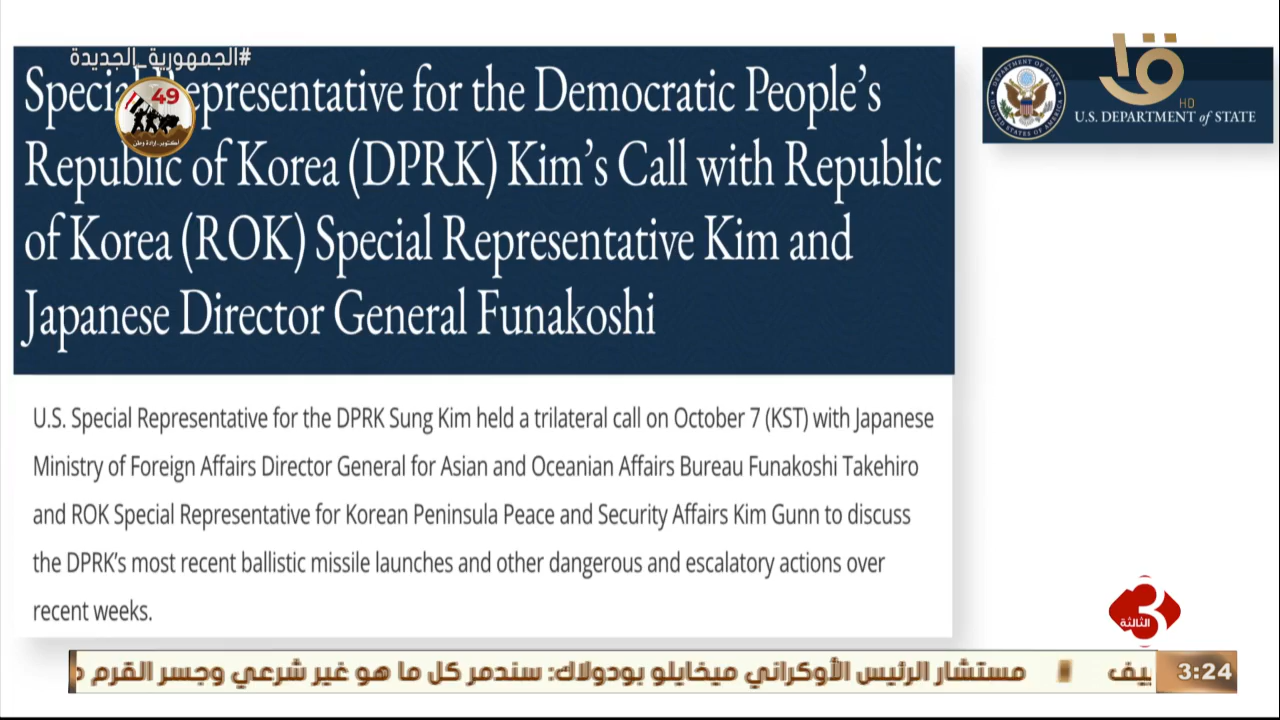 #الجمهورية_الجديدة
Special Representative for the Democratic People's
Republic of Korea (DPRK) Kim's Call with Republic
of Korea (ROK) Special Representative Kim and
Japanese Director General Funakoshi
49
أكتوبر.. إرادة وطن
HD
U.S. DEPARTMENT of STATE
U.S. Special Representative for the DPRK Sung Kim held a trilateral call on October 7 (KST) with Japanese
Ministry of Foreign Affairs Director General for Asian and Oceanian Affairs Bureau Funakoshi Takehiro
and ROK Special Representative for Korean Peninsula Peace and Security Affairs Kim Gunn to discuss
the DPRK's most recent ballistic missile launches and other dangerous and escalatory actions over
recent weeks.
3
الثالثة
مستشار الرئيس الأوكراني ميخايلو بودولاك: سندمر كل ما هو غير شرعي وجسر القرم
3:24